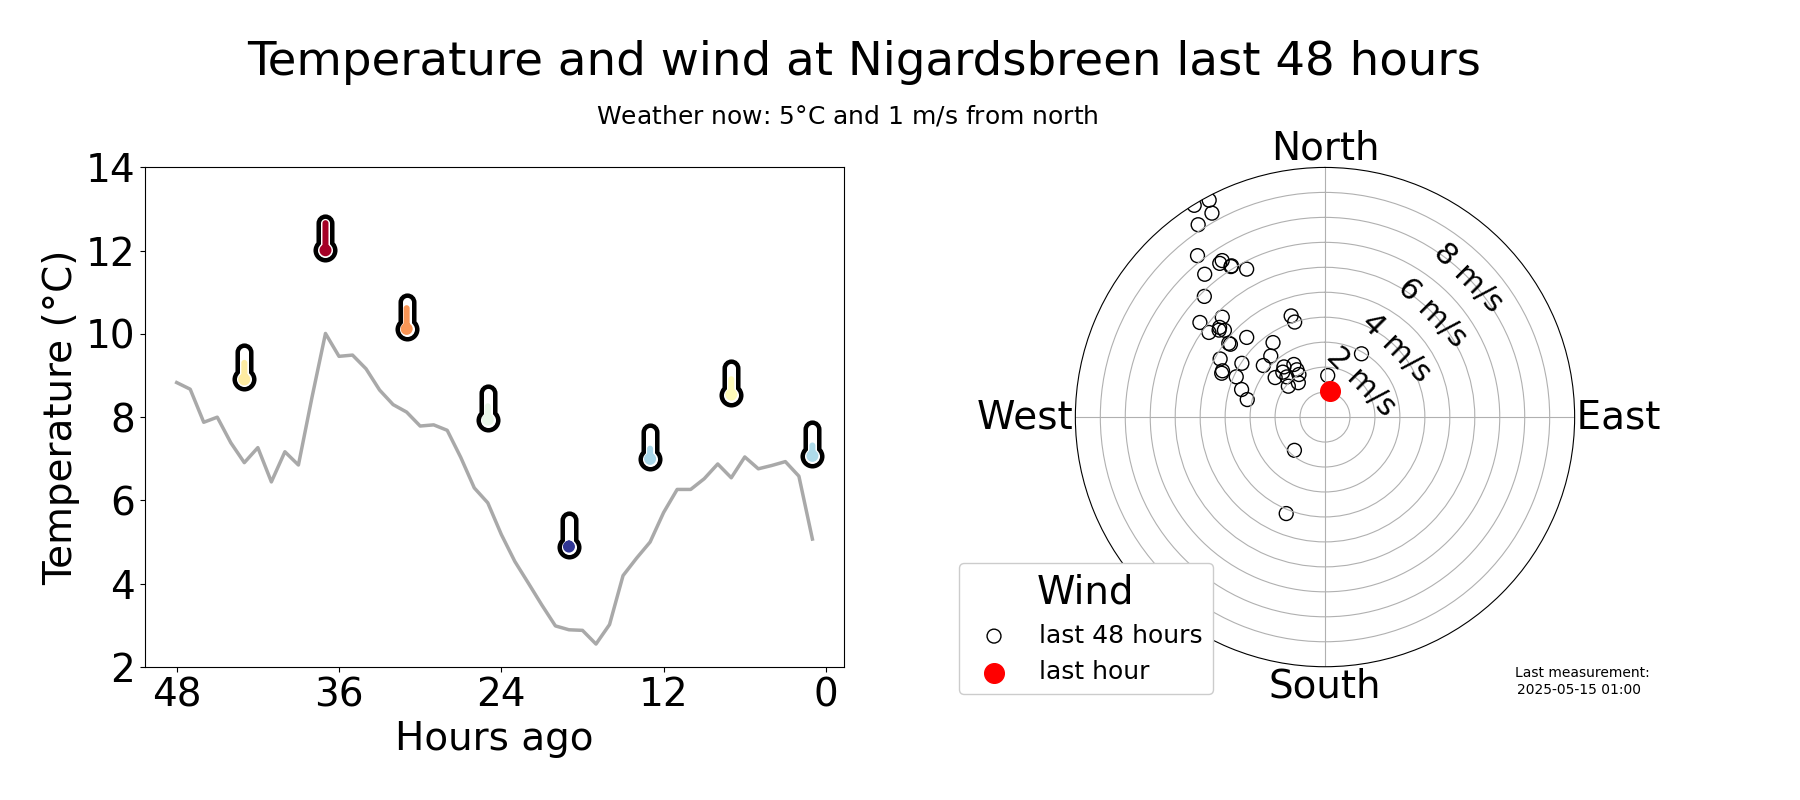 Temperature and wind at Nigardsbreen last 48 hours
Weather now: 5°C and 1 m/s from north
Temperature (°C)
14
12
10
8
6
4
2
48 36 24 12 0
Hours ago
North
West
East
South
8 m/s
6 m/s
4 m/s
2 m/s
Wind
last 48 hours
last hour
Last measurement:
2025-05-15 01:00